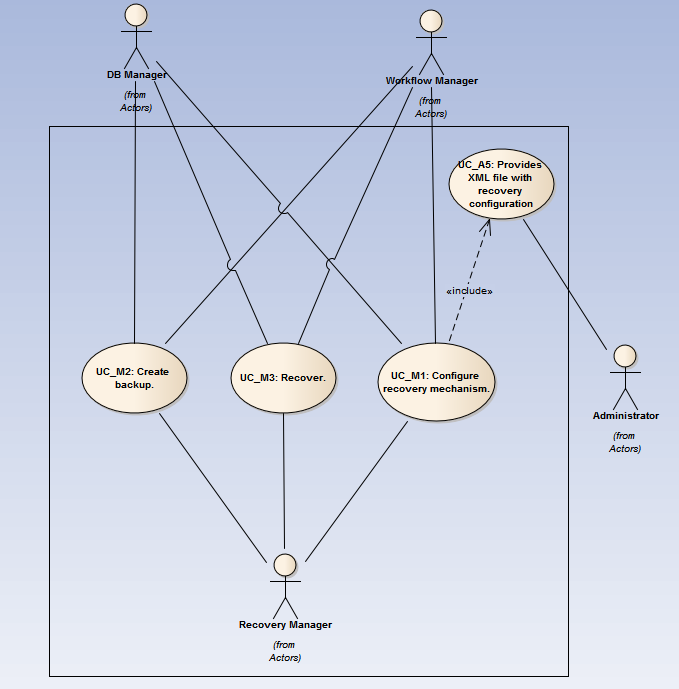 DB Manager
(from
Actors)
Workflow Manager
(from
Actors)
UC_A5: Provides
XML file with
recovery
configuration
«include»
UC_M2: Create
backup.
UC_M3: Recover.
UC_M1: Configure
recovery mechanism.
Administrator
(from
Actors)
Recovery Manager
(from
Actors)